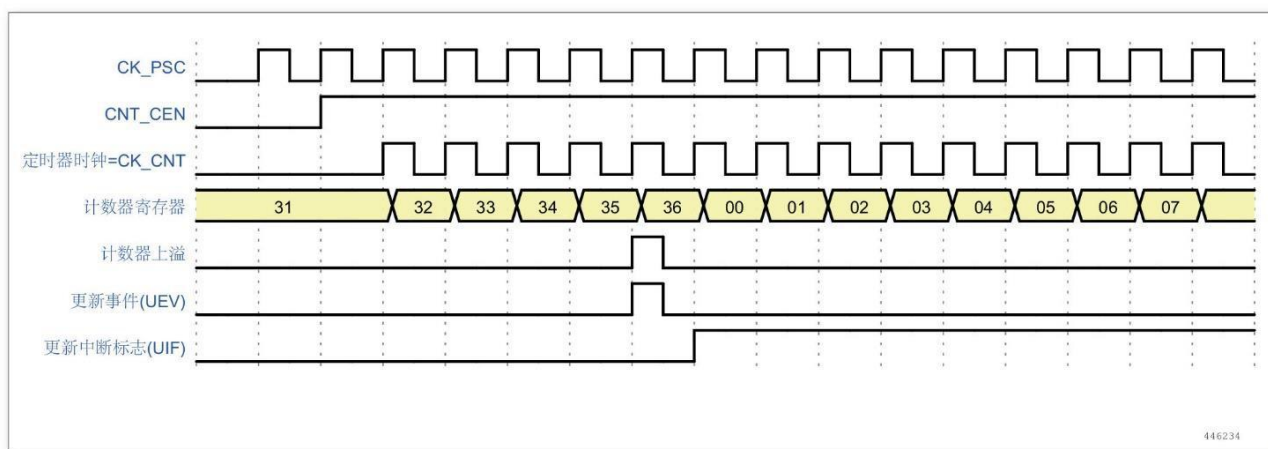 CK_PSC
CNT_CEN
定时器时钟=CK_CNT
计数器寄存器 31 32 33 34 35 36 00 01 02 03 04 05 06 07
计数器上溢
更新事件(UEV)
更新中断标志(UIF)
446234